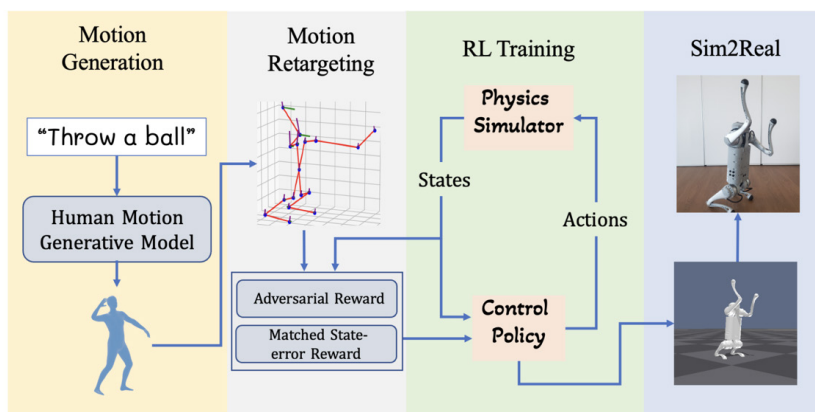 Motion
Generation
Motion
Retargeting
RL Training
Sim2Real
"Throw a ball"
Human Motion
Generative Model
Adversarial Reward
Matched State-
error Reward
Physics
Simulator
States
Actions
Control
Policy